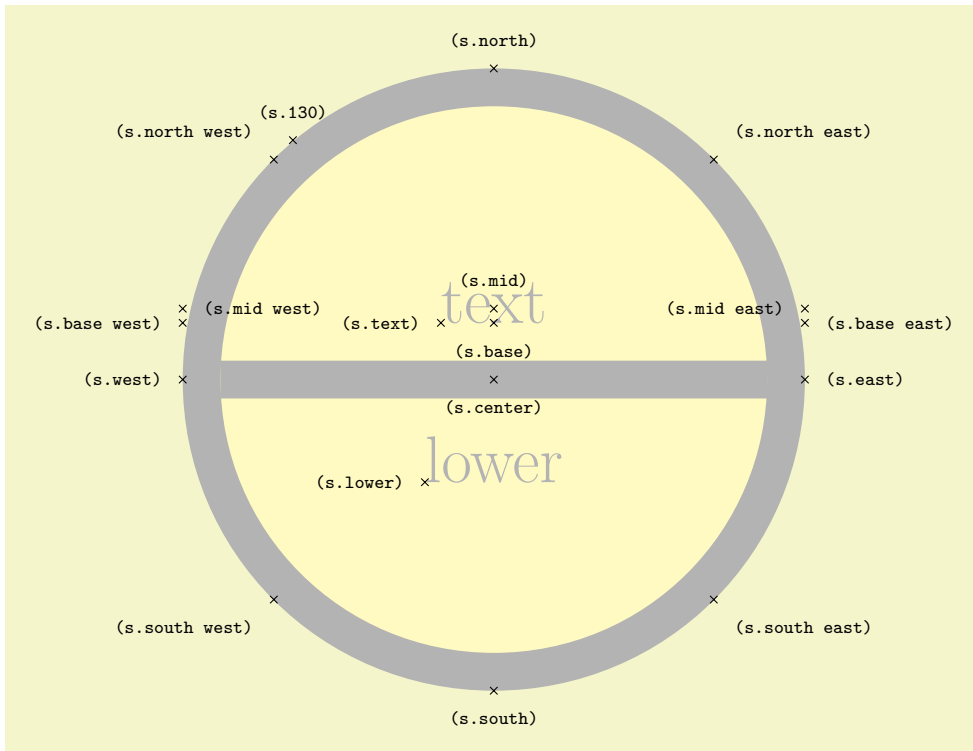 (s.north)
(s.130)
(s.north west)
(s.north east)
(s.mid)
text
(s.mid west)
(s.mid east)
(s.base west)
(s.text)
(s.base east)
(s.base)
(s.west)
(s.east)
(s.center)
lower
(s.lower)
(s.south west)
(s.south east)
(s.south)